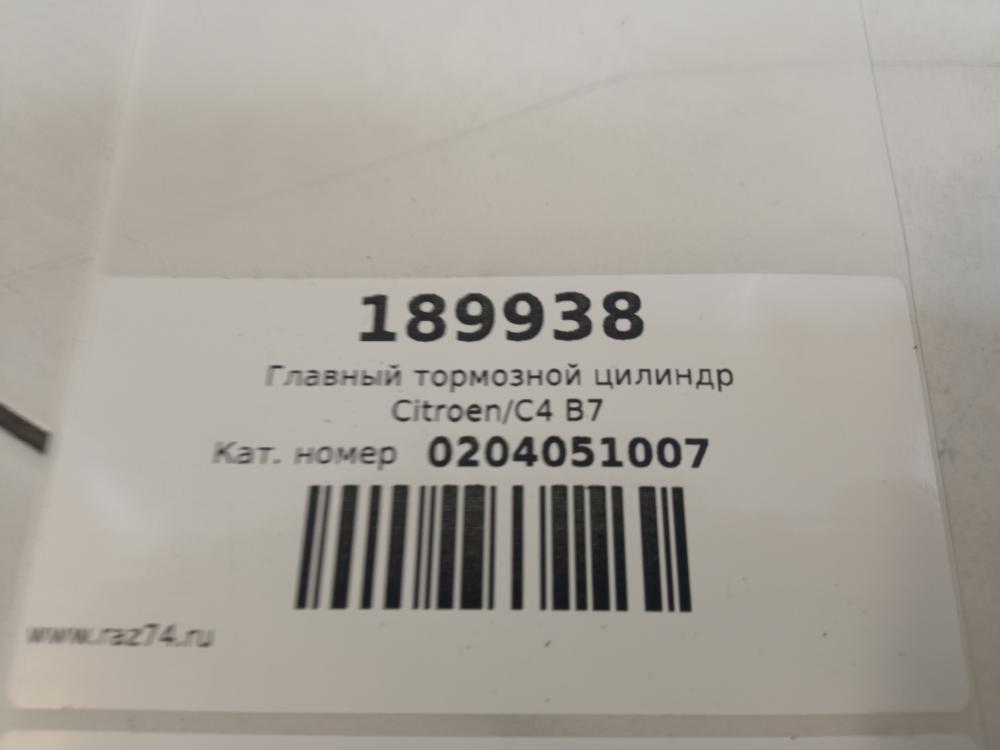 189938
Главный тормозной цилиндр
Citroen/C4 B7
Кат. номер 0204051007
www.raz74.ru